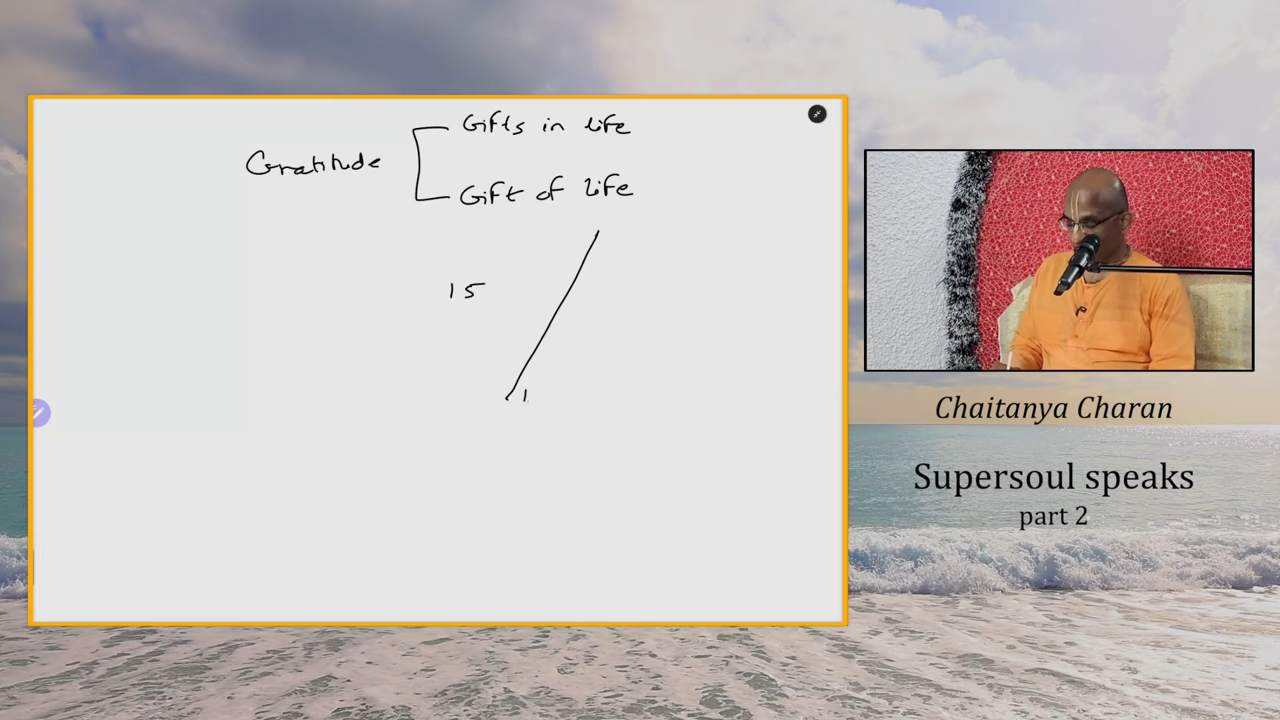 Gifts in life
Gratitude
Gift of life
15
1
Chaitanya Charan
Supersoul speaks
part 2